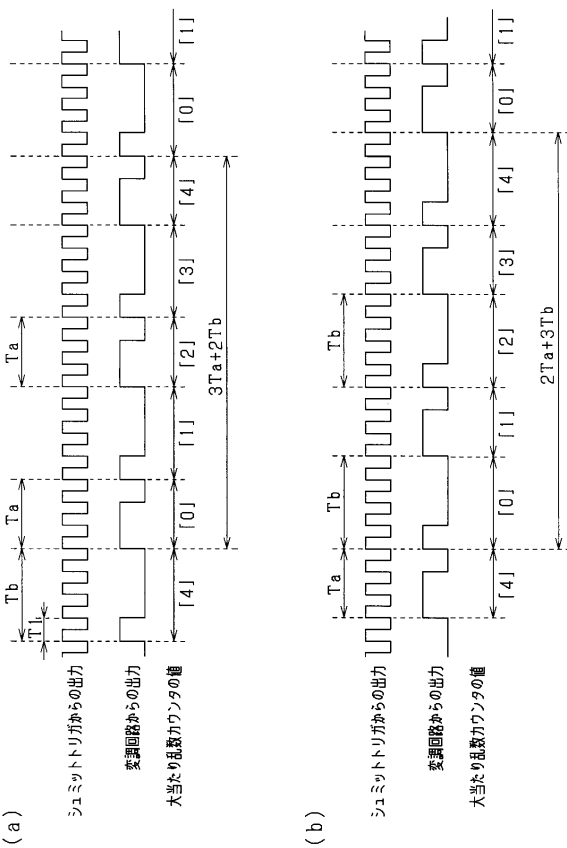 (a)
Tb
Ta
Ta
T1
シュミットトリガからの出力
変調回路からの出力
大当たり乱数カウンタの値
「4」 「0」 「1」 「2」 「3」 「4」 「0」 「1」
3Ta+2Tb
(b)
Ta
Tb
Tb
シュミットトリガからの出力
変調回路からの出力
大当たり乱数カウンタの値
「4」 「0」 「1」 「2」 「3」 「4」 「0」 「1」
2Ta+3Tb